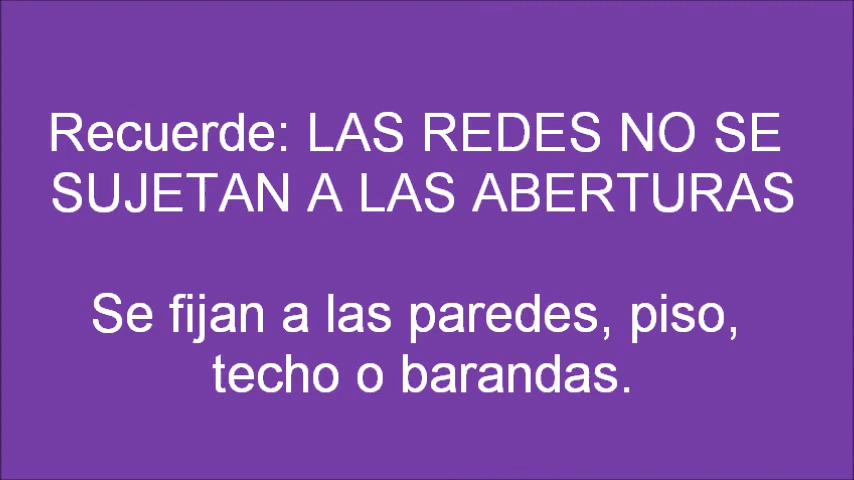 Recuerde: LAS REDES NO SE
SUJETAN A LAS ABERTURAS
Se fijan a las paredes, piso,
techo o barandas.